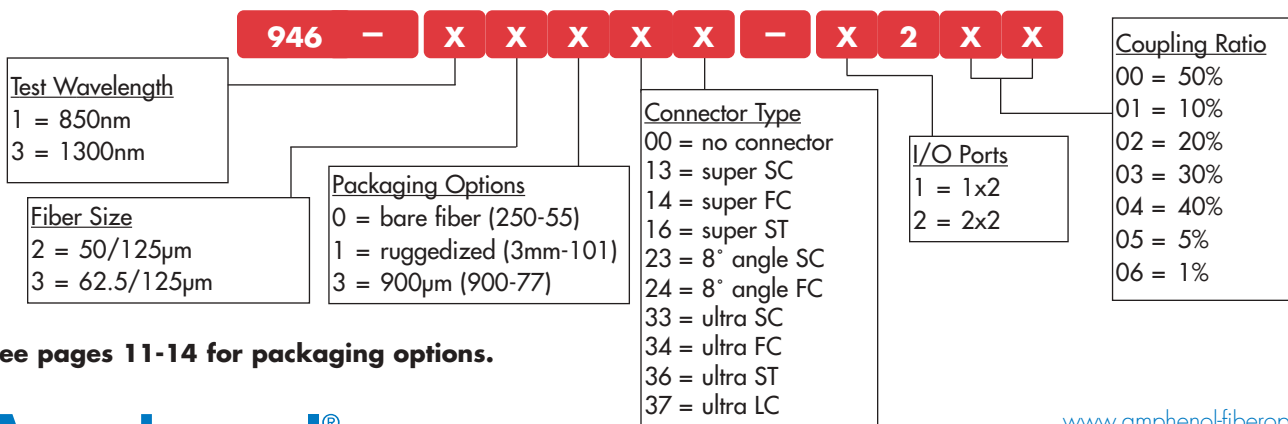 946 – X X X X X – X 2 X X
Test Wavelength
1 = 850nm
3 = 1300nm
Fiber Size
2 = 50/125µm
3 = 62.5/125µm
Packaging Options
0 = bare fiber (250-55)
1 = ruggedized (3mm-101)
3 = 900µm (900-77)
Connector Type
00 = no connector
13 = super SC
14 = super FC
16 = super ST
23 = 8° angle SC
24 = 8° angle FC
33 = ultra SC
34 = ultra FC
36 = ultra ST
37 = ultra LC
I/O Ports
1 = 1x2
2 = 2x2
Coupling Ratio
00 = 50%
01 = 10%
02 = 20%
03 = 30%
04 = 40%
05 = 5%
06 = 1%
ee pages 11-14 for packaging options.
®
www.amphenol-fiberop